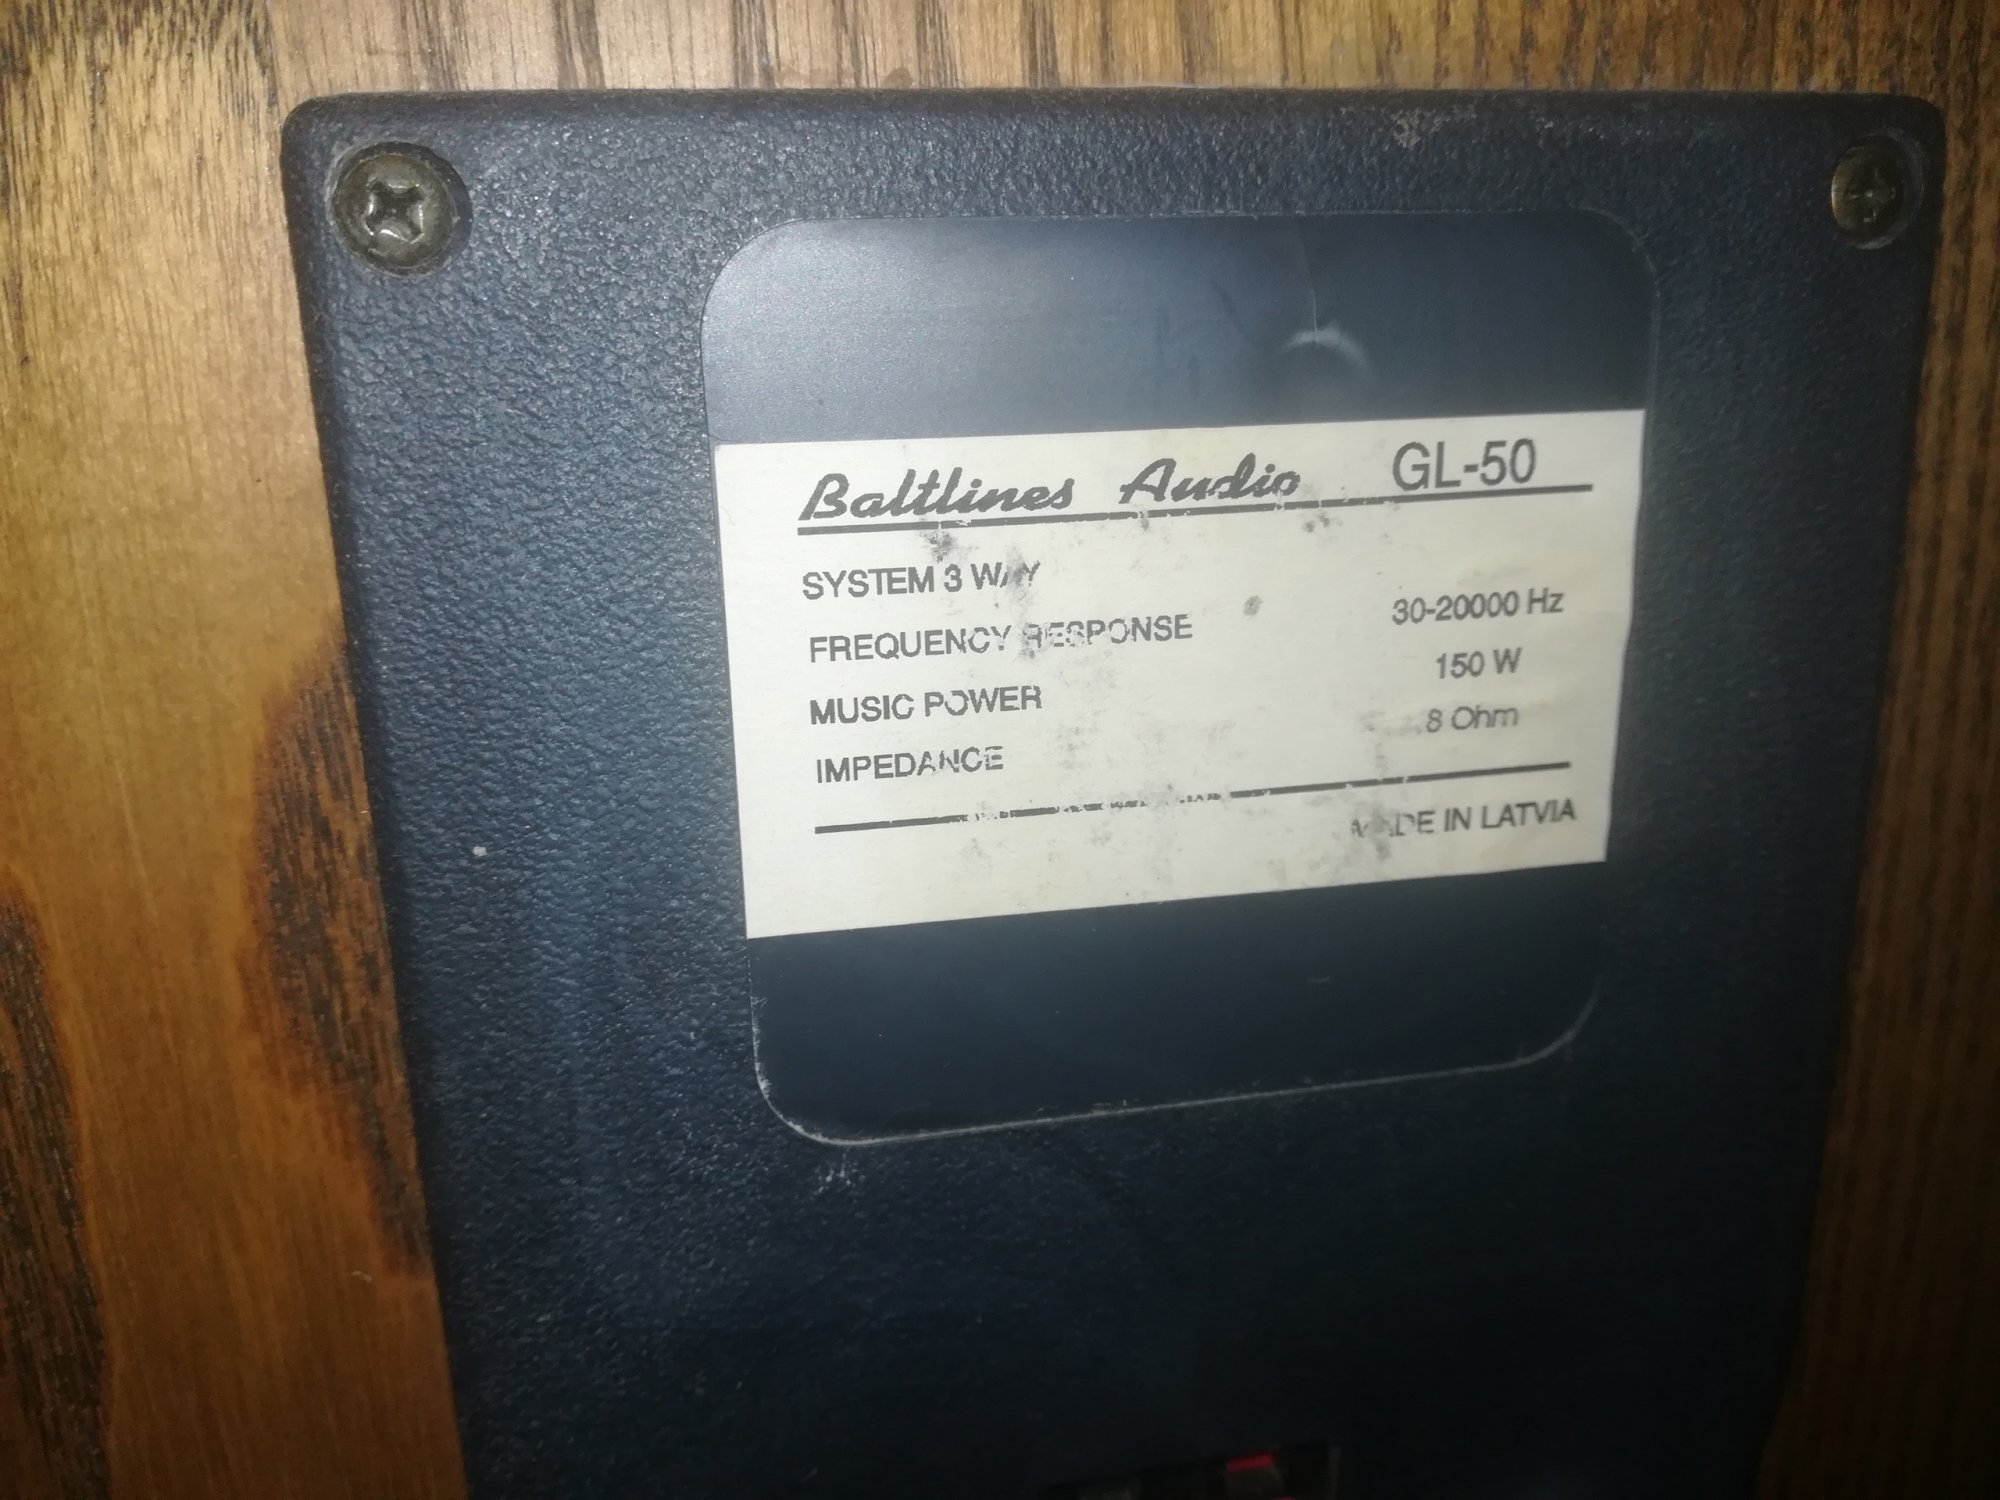 Baltlines Audio GL-50
SYSTEM 3 WAY
FREQUENCY RESPONSE 30-20000 Hz
MUSIC POWER 150 W
IMPEDANCE 8 Ohm
MADE IN LATVIA